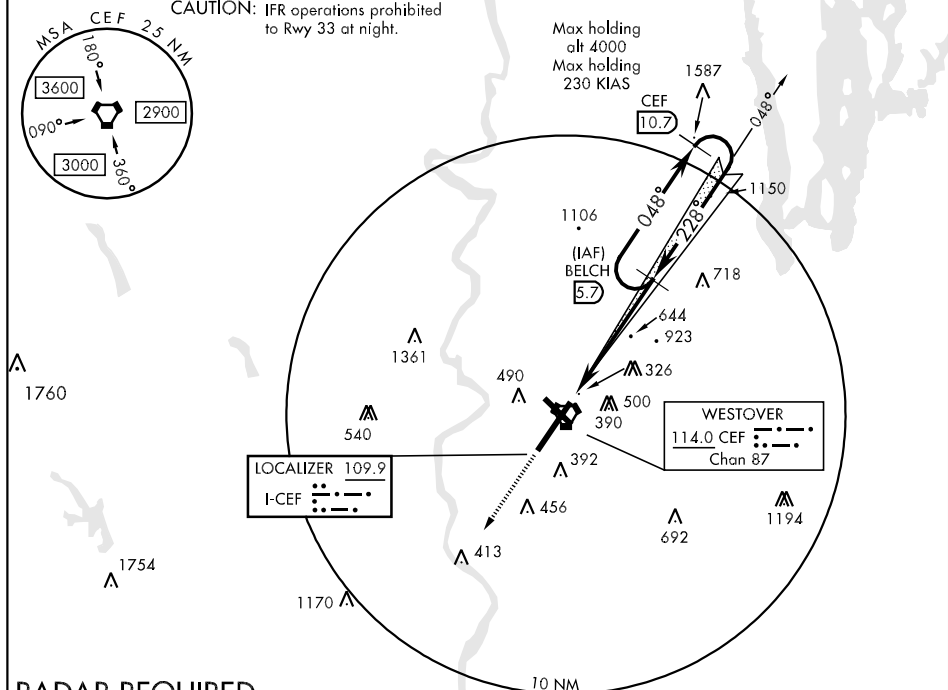 CAUTION: IFR operations prohibited
to Rwy 33 at night.
MSA CEF 25 NM
180°
3600
2900
090°
3000
360°
Max holding
alt 4000
Max holding
230 KIAS
1587
CEF
10.7
048°
048°
228°
1150
1106
(IAF)
BELCH
5.7
718
644
923
1361
326
1760
490
500
390
540
WESTOVER
114.0 CEF
Chan 87
LOCALIZER 109.9
I-CEF
392
456
692
1194
413
1754
1170
10 NM
RADAR REQUIRED